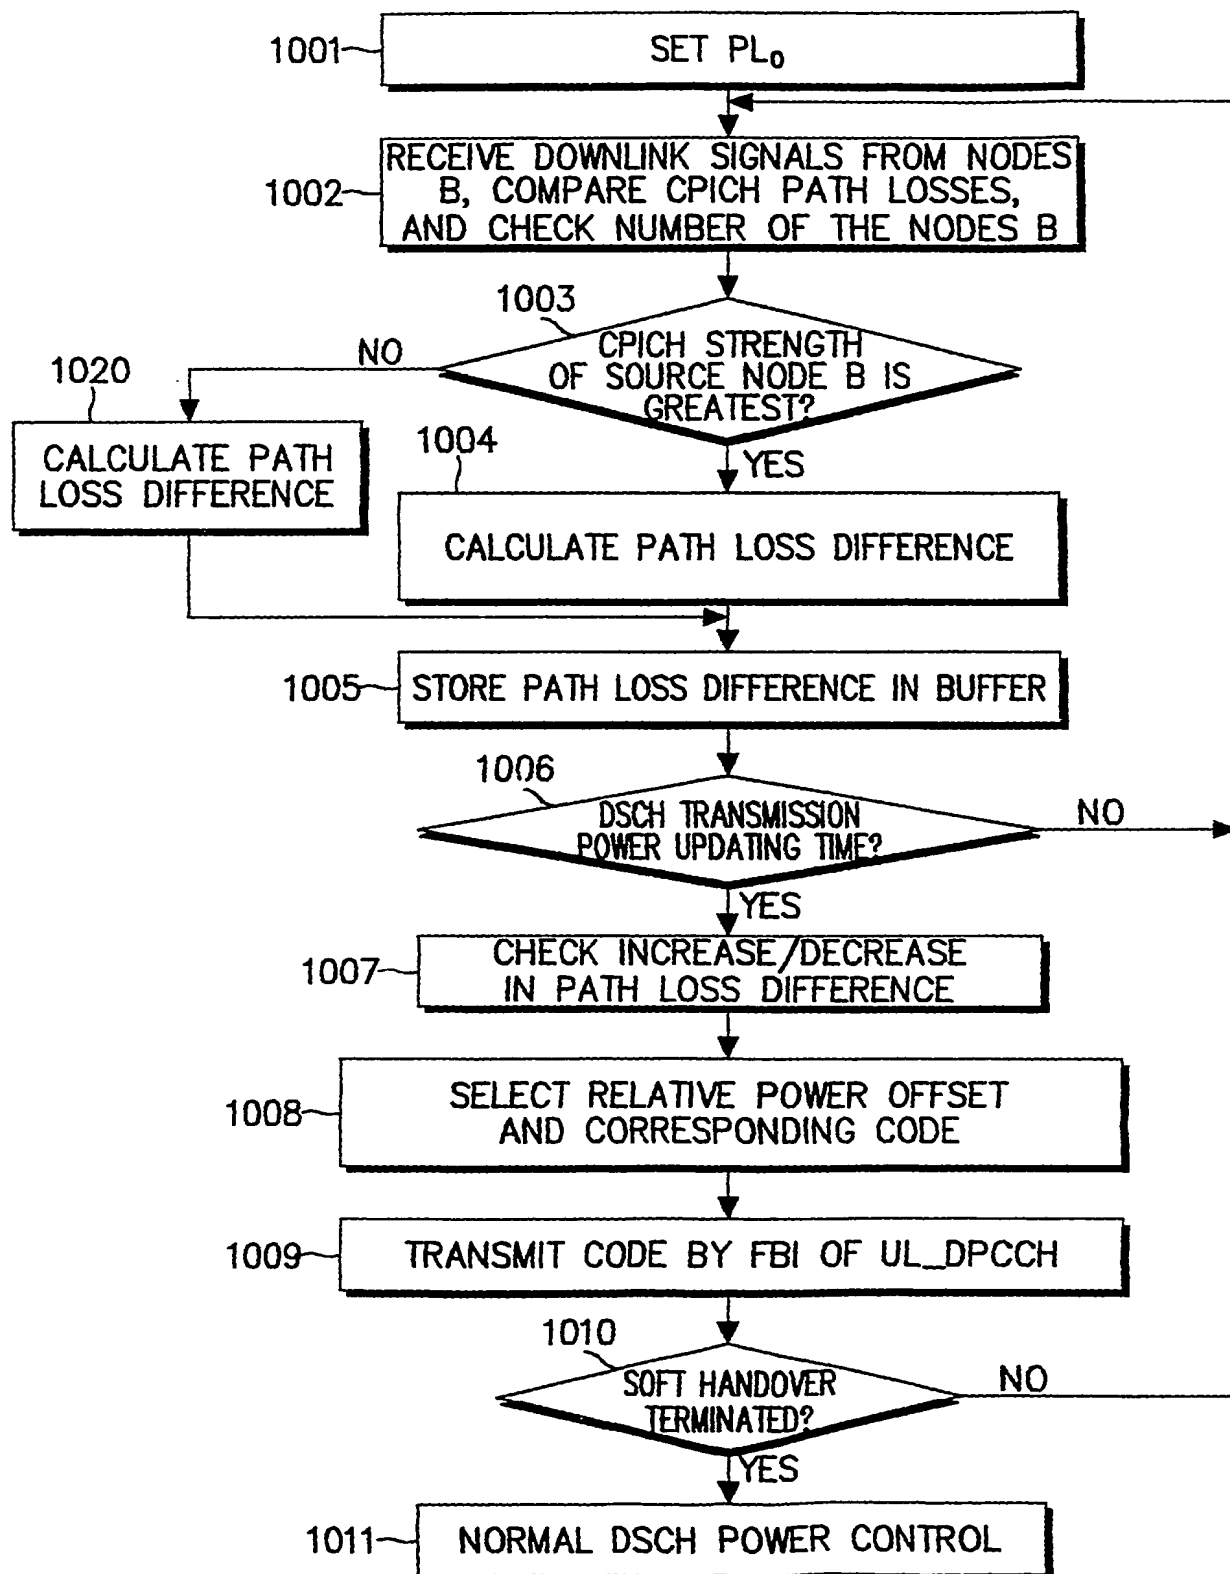 1001
SET PL₀
1002
RECEIVE DOWNLINK SIGNALS FROM NODES
B, COMPARE CPICH PATH LOSSES,
AND CHECK NUMBER OF THE NODES B
1003
CPICH STRENGTH
OF SOURCE NODE B IS
GREATEST?
NO
YES
1020
CALCULATE PATH
LOSS DIFFERENCE
1004
CALCULATE PATH LOSS DIFFERENCE
1005
STORE PATH LOSS DIFFERENCE IN BUFFER
1006
DSCH TRANSMISSION
POWER UPDATING TIME?
NO
YES
1007
CHECK INCREASE/DECREASE
IN PATH LOSS DIFFERENCE
1008
SELECT RELATIVE POWER OFFSET
AND CORRESPONDING CODE
1009
TRANSMIT CODE BY FBI OF UL_DPCCH
1010
SOFT HANDOVER
TERMINATED?
NO
YES
1011
NORMAL DSCH POWER CONTROL